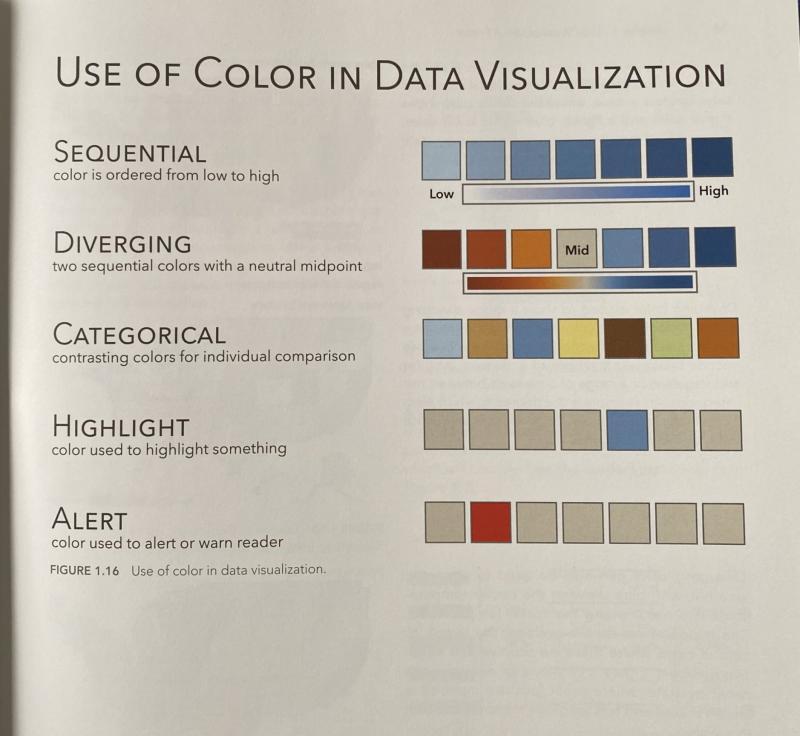 USE OF COLOR IN DATA VISUALIZATION
SEQUENTIAL
color is ordered from low to high
Low
High
DIVERGING
two sequential colors with a neutral midpoint
Mid
CATEGORICAL
contrasting colors for individual comparison
HIGHLIGHT
color used to highlight something
ALERT
color used to alert or warn reader
FIGURE 1.16 Use of color in data visualization.